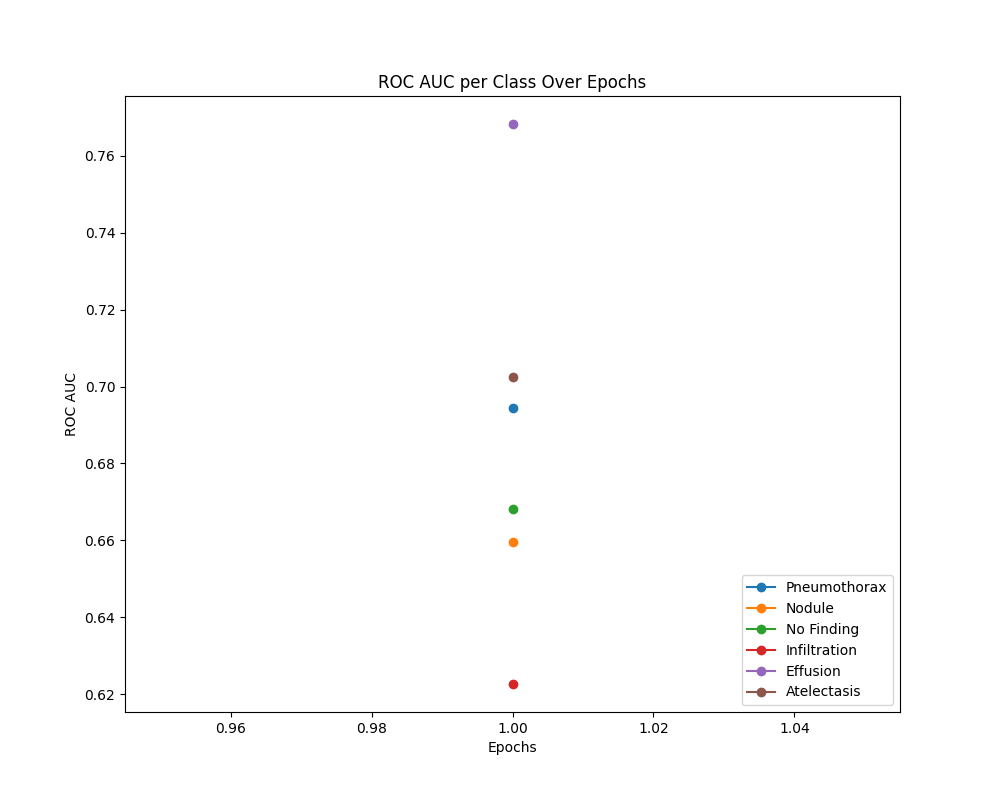 ROC AUC per Class Over Epochs
0.76
0.74
0.72
0.70
0.68
0.66
0.64
0.62
ROC AUC
Pneumothorax
Nodule
No Finding
Infiltration
Effusion
Atelectasis
0.96
0.98
1.00
1.02
1.04
Epochs